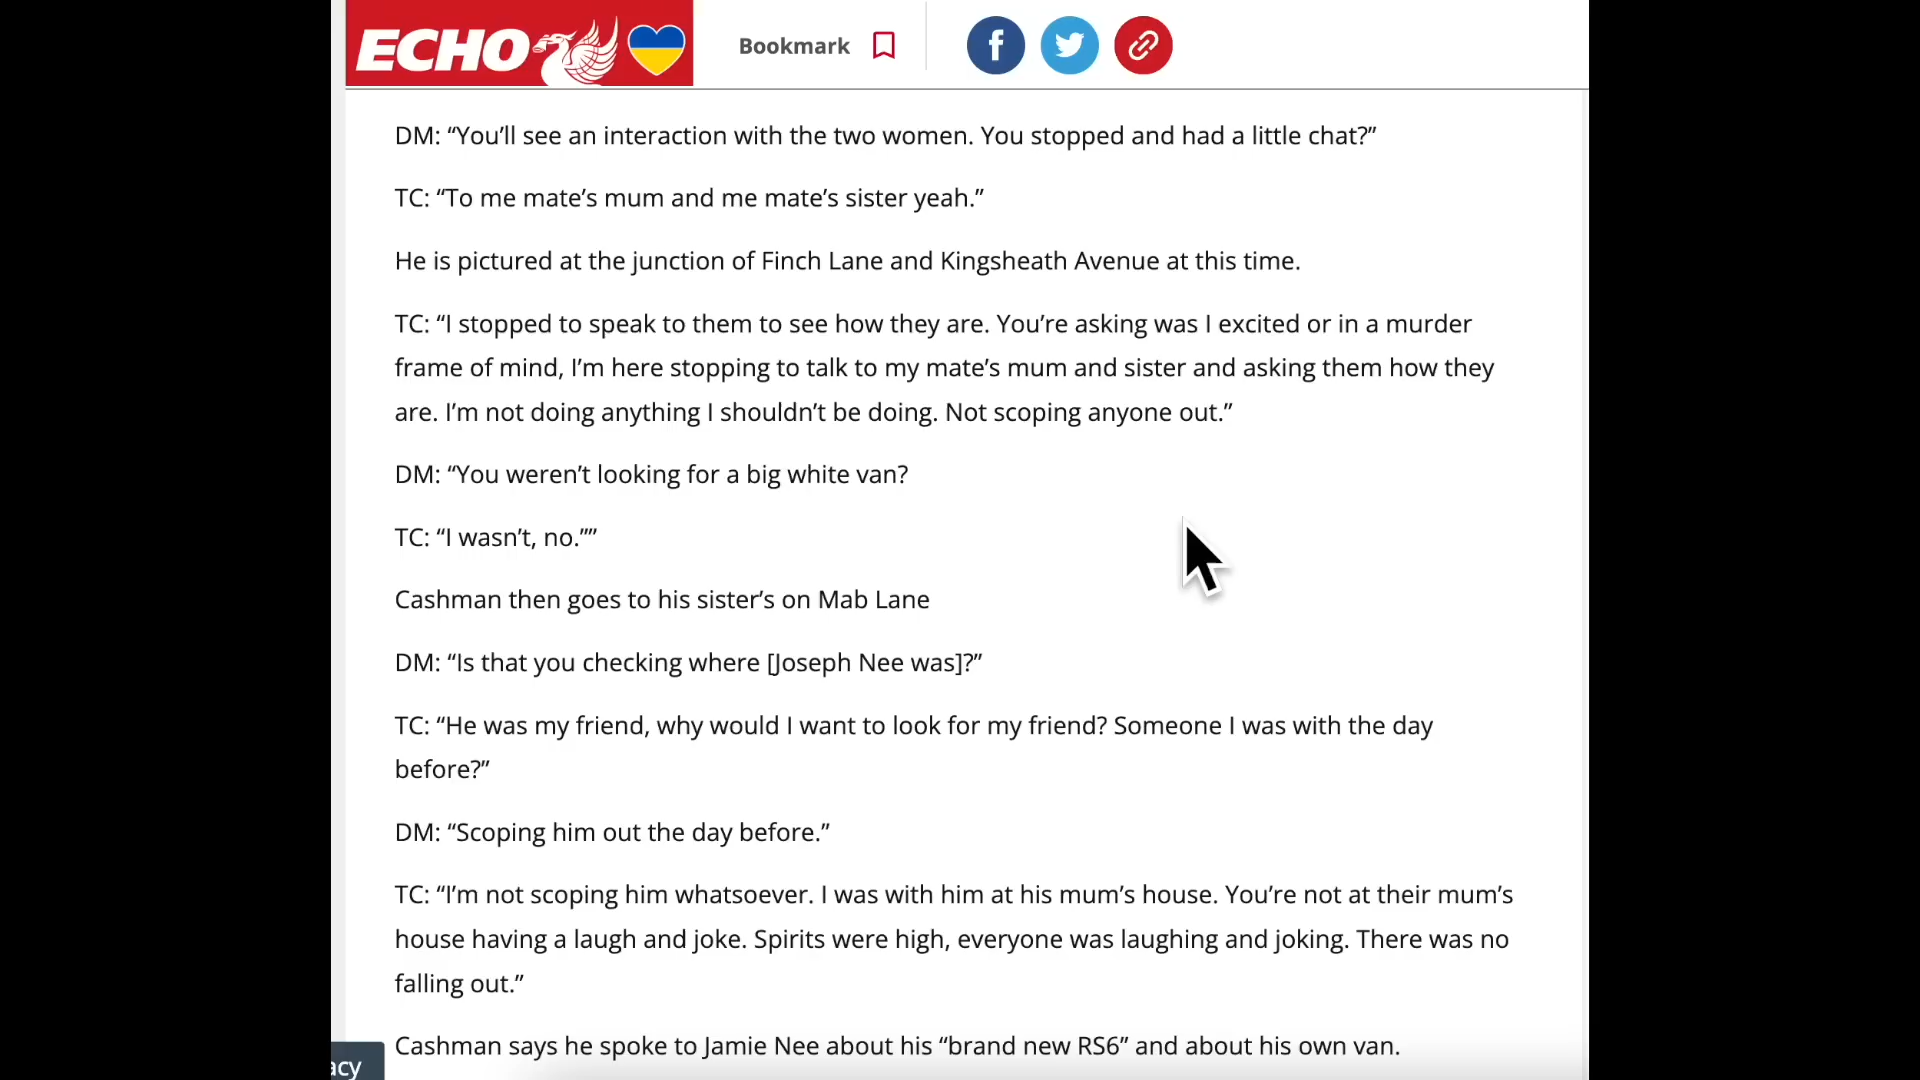 ECHO
Bookmark
DM: “You’ll see an interaction with the two women. You stopped and had a little chat?”
TC: “To me mate’s mum and me mate’s sister yeah.”
He is pictured at the junction of Finch Lane and Kingsheath Avenue at this time.
TC: “I stopped to speak to them to see how they are. You’re asking was I excited or in a murder
frame of mind, I’m here stopping to talk to my mate’s mum and sister and asking them how they
are. I’m not doing anything I shouldn’t be doing. Not scoping anyone out.”
DM: “You weren’t looking for a big white van?
TC: “I wasn’t, no.””
Cashman then goes to his sister’s on Mab Lane
DM: “Is that you checking where [Joseph Nee was]?”
TC: “He was my friend, why would I want to look for my friend? Someone I was with the day
before?”
DM: “Scoping him out the day before.”
TC: “I’m not scoping him whatsoever. I was with him at his mum’s house. You’re not at their mum’s
house having a laugh and joke. Spirits were high, everyone was laughing and joking. There was no
falling out.”
Cashman says he spoke to Jamie Nee about his “brand new RS6” and about his own van.
acy